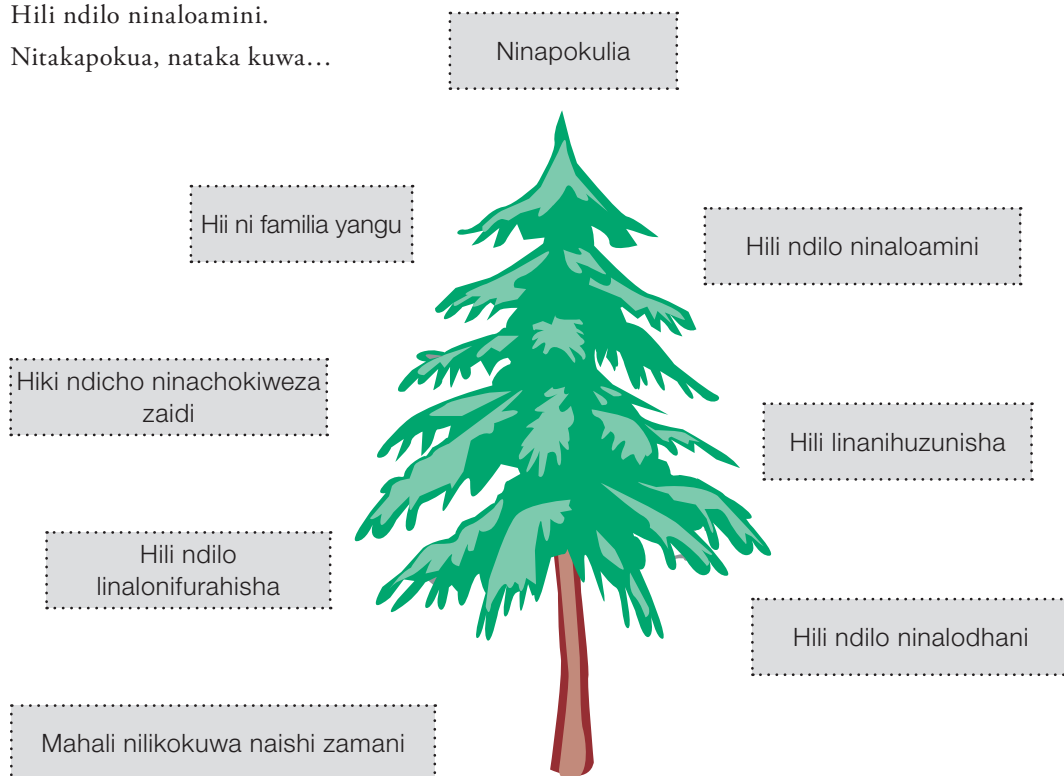 Hili ndilo ninaloamini.
Nitakapokua, nataka kuwa…
Ninapokulia
Hii ni familia yangu
Hili ndilo ninaloamini
Hiki ndicho ninachokiweza
zaidi
Hili linanihuzunisha
Hili ndilo
linalonifurahisha
Hili ndilo ninalodhani
Mahali nilikokuwa naishi zamani